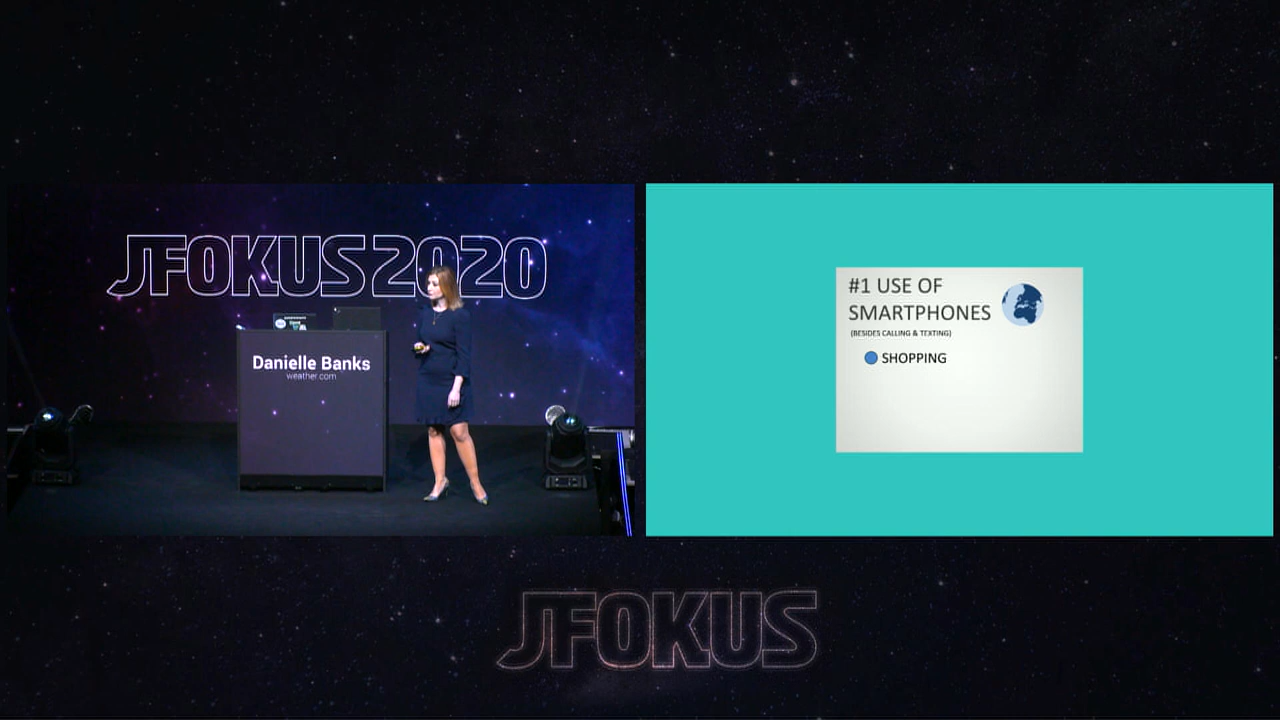 JFOKUS 2020
Danielle Banks
weather.com
#1 USE OF
SMARTPHONES
(BESIDES CALLING & TEXTING)
SHOPPING
JFOKUS